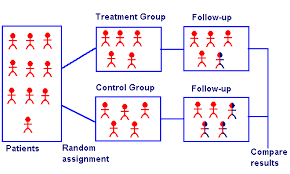 Treatment Group
Follow-up
Control Group
Follow-up
Patients
Random
assignment
Compare
results